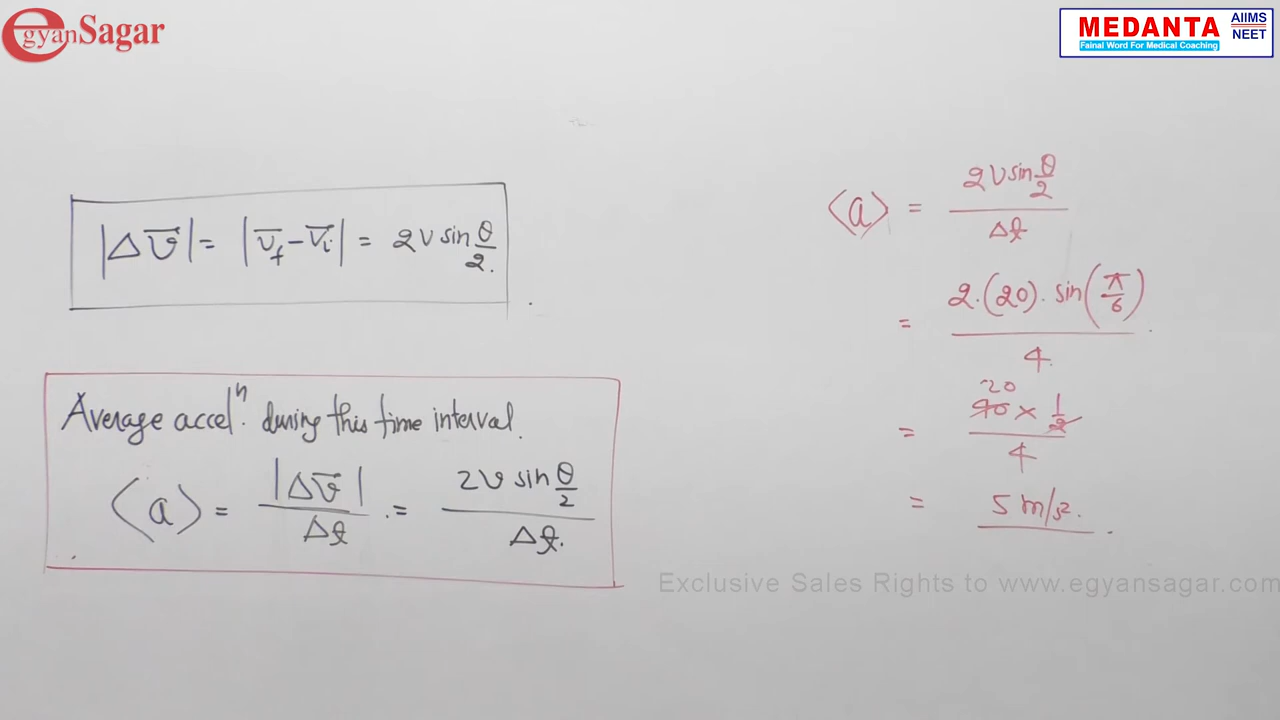 egyanSagar
MEDANTA
Fainal Word For Medical Coaching
AIIMS
NEET
|Δv̅| = |v̅_f − v̅_i| = 2v sin θ/2.
Average accelⁿ. during this time interval.
⟨a⟩ = |Δv̅| / Δt . = 2v sin θ/2 / Δt.
⟨a⟩ = 2v sin θ/2 / Δt
= 2.(20). sin(π/6) / 4.
20
= 40 × 1/2 / 4
= 5 m/s².
Exclusive Sales Rights to www.egyansagar.com